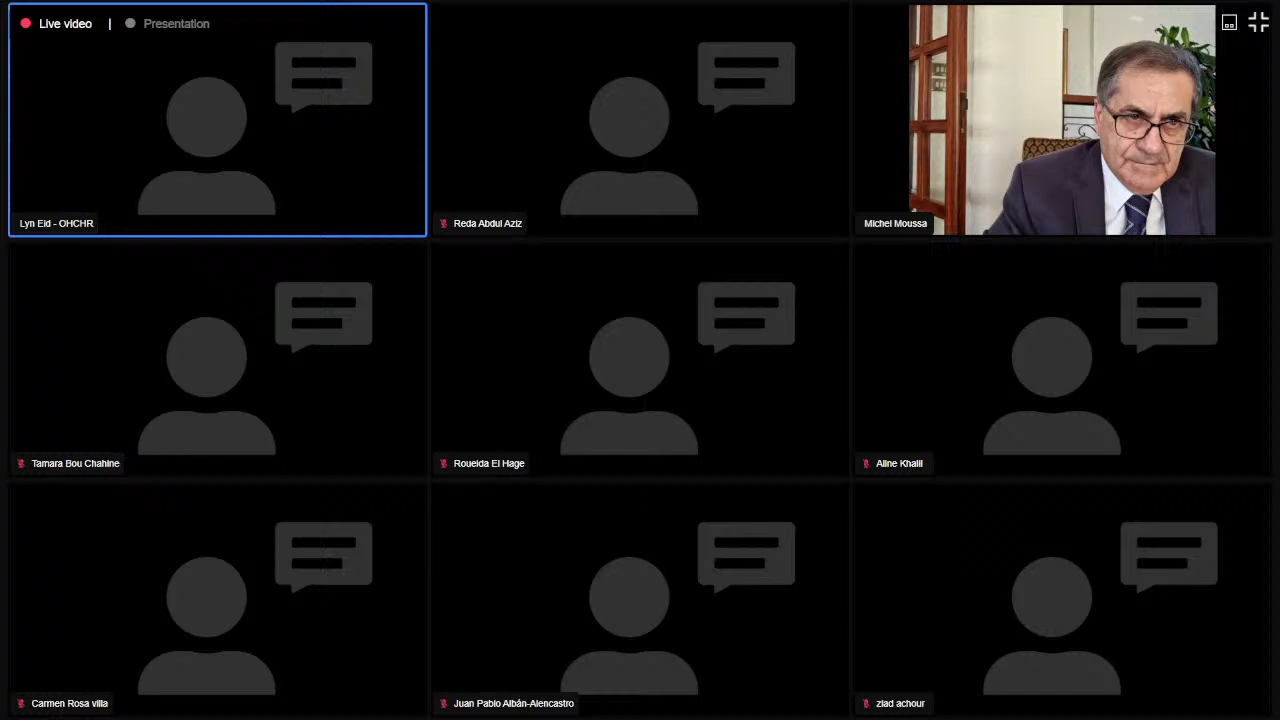 Live video | Presentation
Lyn Eid - OHCHR
Reda Abdul Aziz
Michel Moussa
Tamara Bou Chahine
Roueida El Hage
Aline Khalil
Carmen Rosa villa
Juan Pablo Albán-Alencastro
ziad achour